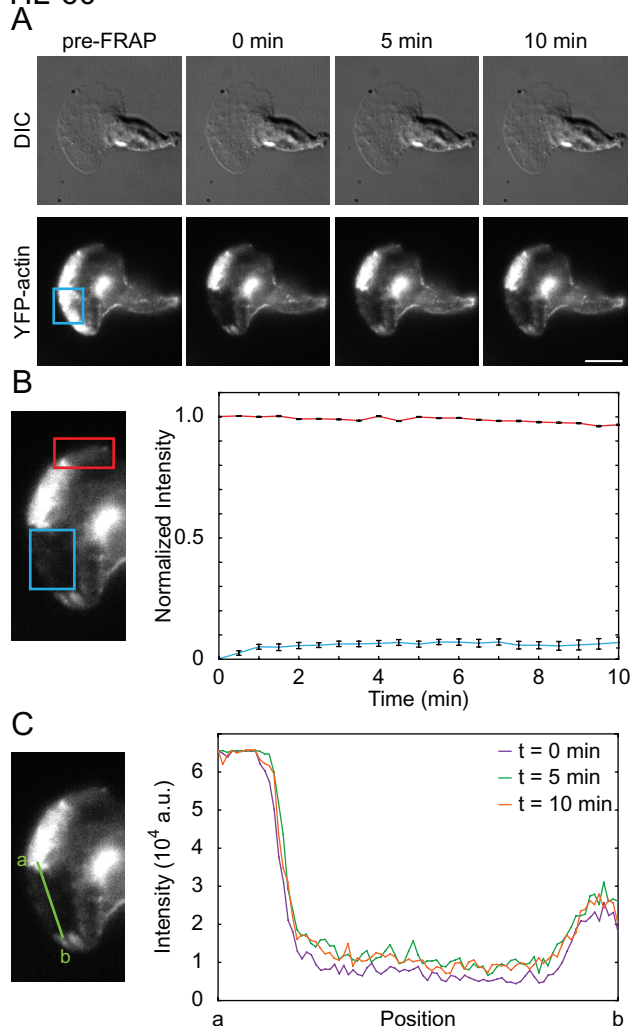 A
pre-FRAP 0 min 5 min 10 min
DIC
YFP-actin
B
Normalized Intensity
1.0
0.5
0
0 2 4 6 8 10
Time (min)
C
a
b
Intensity (10⁴ a.u.)
6
5
4
3
2
1
0
t = 0 min
t = 5 min
t = 10 min
a Position b